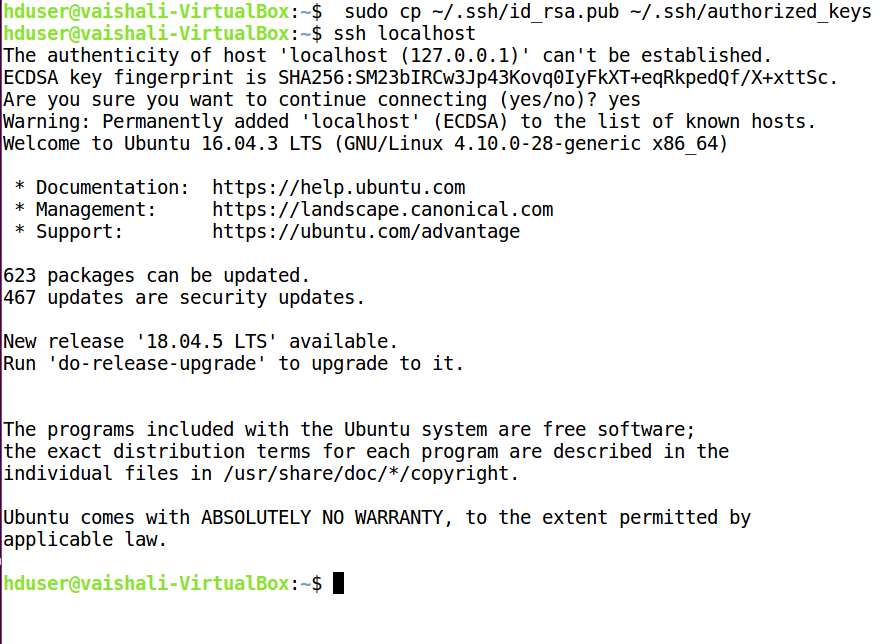 hduser@vaishali-VirtualBox:~$  sudo cp ~/.ssh/id_rsa.pub ~/.ssh/authorized_keys
hduser@vaishali-VirtualBox:~$ ssh localhost
The authenticity of host 'localhost (127.0.0.1)' can't be established.
ECDSA key fingerprint is SHA256:SM23bIRCw3Jp43Kovq0IyFkXT+eqRkpedQf/X+xttSc.
Are you sure you want to continue connecting (yes/no)? yes
Warning: Permanently added 'localhost' (ECDSA) to the list of known hosts.
Welcome to Ubuntu 16.04.3 LTS (GNU/Linux 4.10.0-28-generic x86_64)
 * Documentation:  https://help.ubuntu.com
 * Management:     https://landscape.canonical.com
 * Support:        https://ubuntu.com/advantage
623 packages can be updated.
467 updates are security updates.
New release '18.04.5 LTS' available.
Run 'do-release-upgrade' to upgrade to it.
The programs included with the Ubuntu system are free software;
the exact distribution terms for each program are described in the
individual files in /usr/share/doc/*/copyright.
Ubuntu comes with ABSOLUTELY NO WARRANTY, to the extent permitted by
applicable law.
hduser@vaishali-VirtualBox:~$